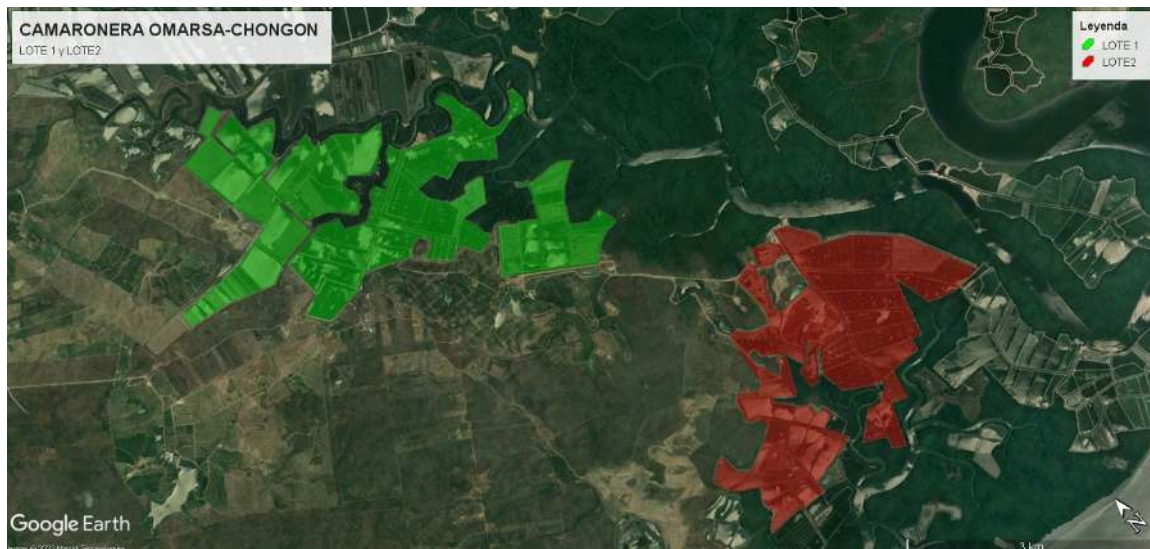 CAMARONERA OMARSA-CHONGON
LOTE 1 y LOTE2
Leyenda
LOTE 1
LOTE2
Google Earth
N
3 km